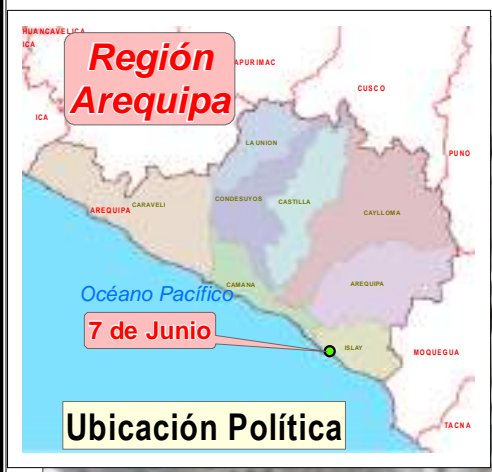 HUANCAVELICA
ICA
Región
Arequipa
APURIMAC
CUSCO
ICA
PUNO
LA UNION
AREQUIPA
CARAVELI
CONDESUYOS
CASTILLA
CAYLLOMA
CAMANA
AREQUIPA
Océano Pacífico
7 de Junio
ISLAY
MOQUEGUA
Ubicación Política
TACNA